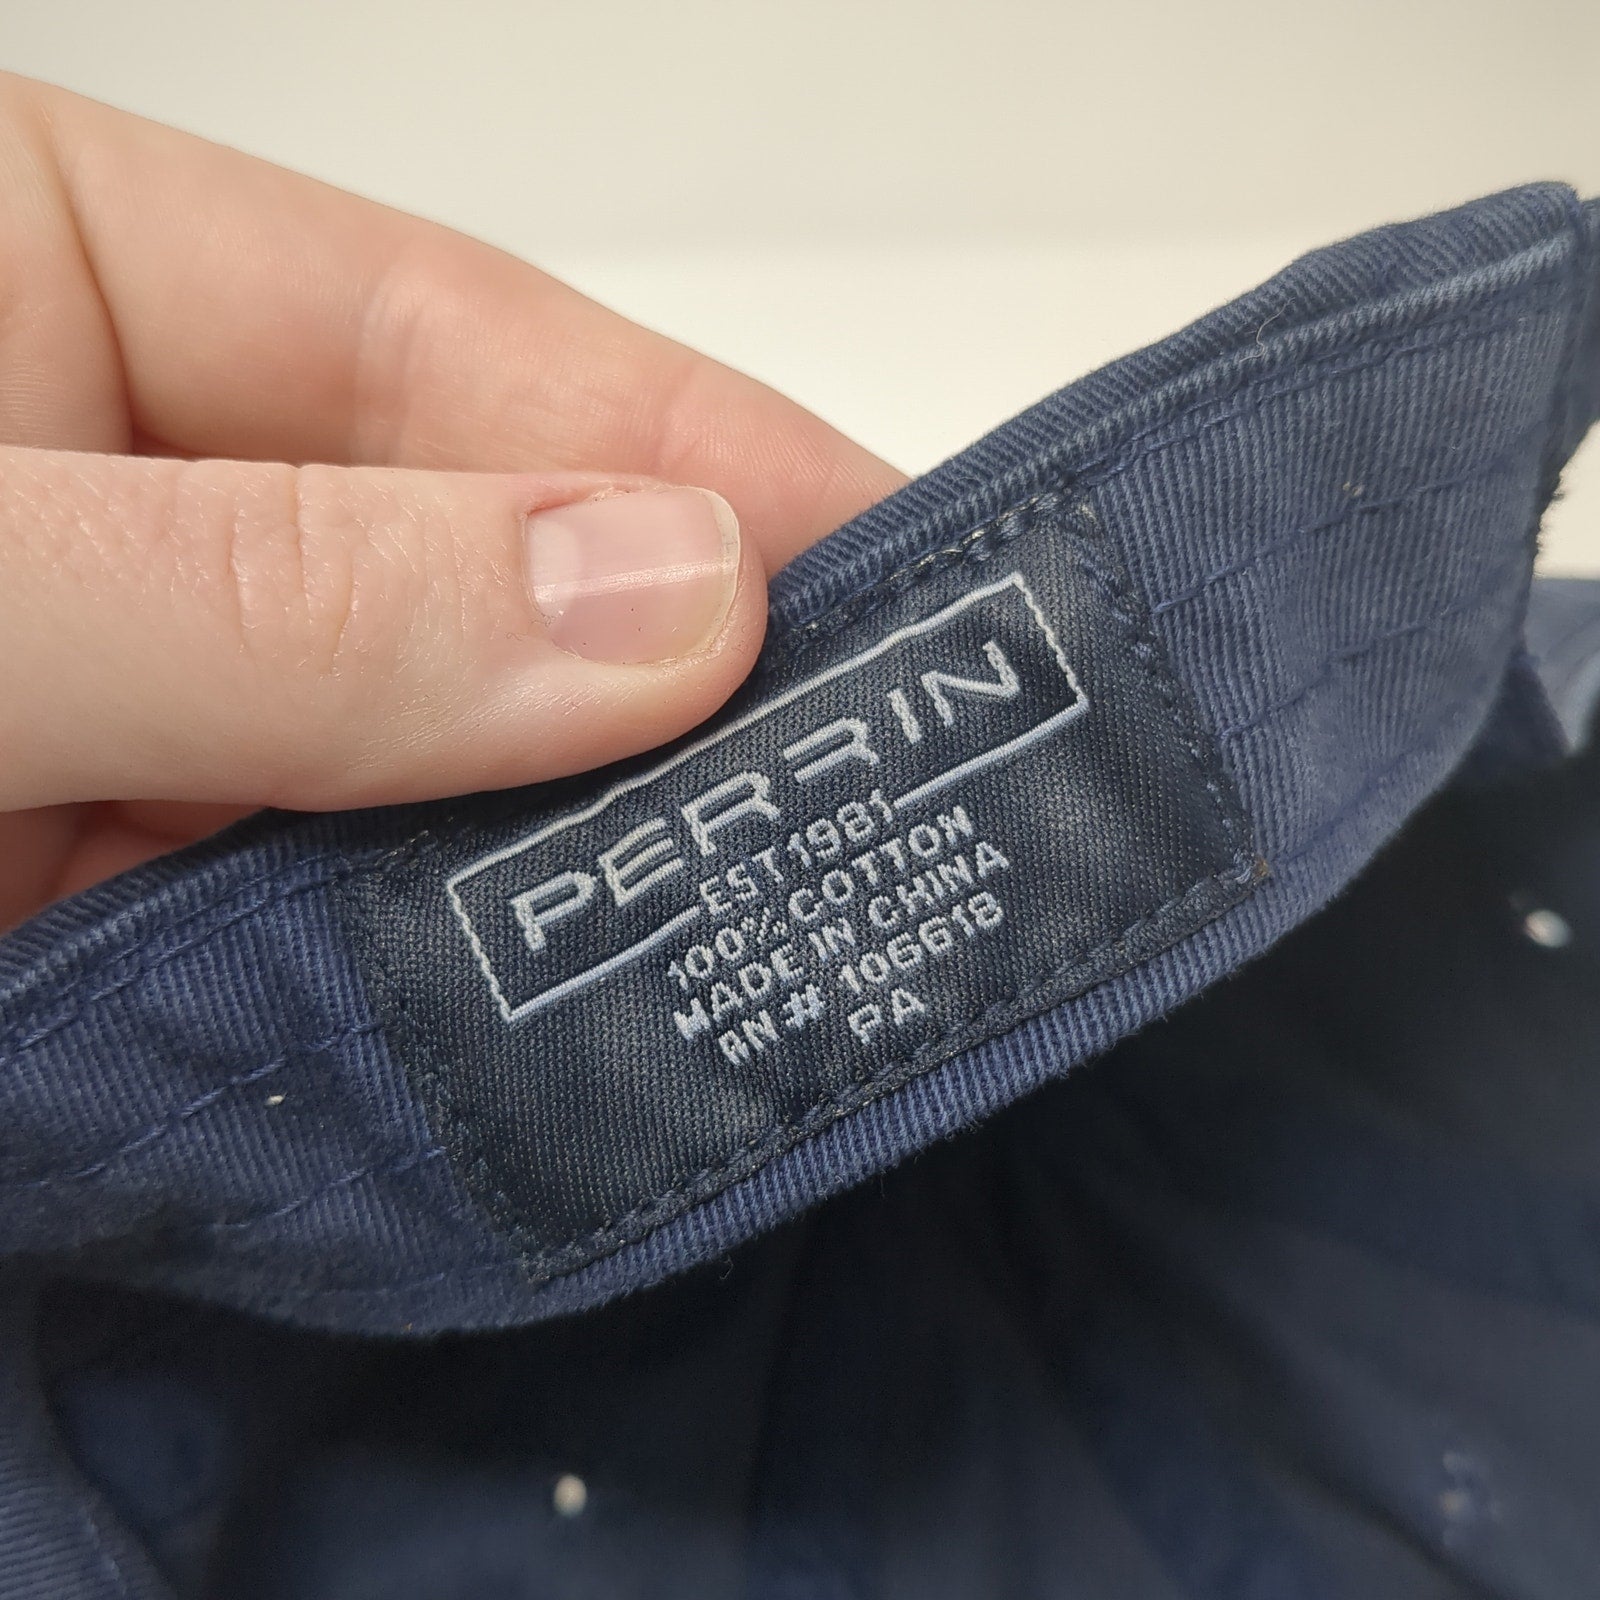 PERRIN
EST 1981
100% COTTON
MADE IN CHINA
RN# 106618
PA